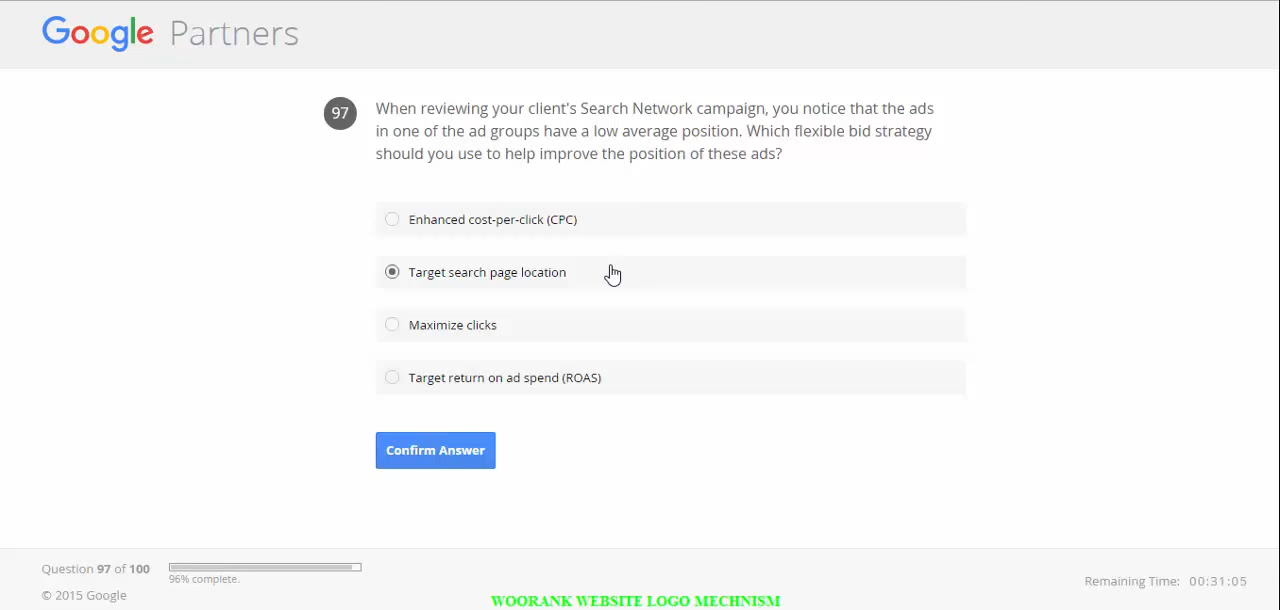 Google Partners
97
When reviewing your client's Search Network campaign, you notice that the ads
in one of the ad groups have a low average position. Which flexible bid strategy
should you use to help improve the position of these ads?
Enhanced cost-per-click (CPC)
Target search page location
Maximize clicks
Target return on ad spend (ROAS)
Confirm Answer
Question 97 of 100
96% complete.
Remaining Time: 00:31:05
© 2015 Google
WOORANK WEBSITE LOGO MECHNISM